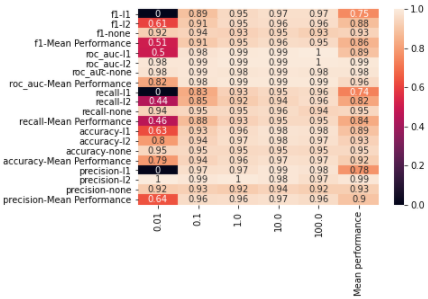 f1-l1 0 0.89 0.95 0.97 0.97 0.75
f1-l2 0.61 0.91 0.95 0.96 0.96 0.88
f1-none 0.92 0.94 0.93 0.95 0.93 0.93
f1-Mean Performance 0.51 0.91 0.95 0.96 0.95 0.86
roc_auc-l1 0.5 0.98 0.99 0.99 1 0.89
roc_auc-l2 0.98 0.99 0.99 0.99 1 0.99
roc_auc-none 0.98 0.99 0.98 0.99 0.98 0.98
roc_auc-Mean Performance 0.82 0.98 0.99 0.99 0.99 0.96
recall-l1 0 0.83 0.93 0.95 0.96 0.74
recall-l2 0.44 0.85 0.92 0.94 0.96 0.82
recall-none 0.94 0.95 0.95 0.96 0.94 0.95
recall-Mean Performance 0.46 0.88 0.93 0.95 0.95 0.84
accuracy-l1 0.63 0.93 0.96 0.98 0.98 0.89
accuracy-l2 0.8 0.94 0.97 0.98 0.97 0.93
accuracy-none 0.95 0.95 0.95 0.95 0.95 0.95
accuracy-Mean Performance 0.79 0.94 0.96 0.97 0.97 0.92
precision-l1 0 0.97 0.97 0.99 0.98 0.78
precision-l2 1 0.99 1 0.98 0.97 0.99
precision-none 0.92 0.93 0.92 0.94 0.92 0.93
precision-Mean Performance 0.64 0.96 0.96 0.97 0.96 0.9
0.01 0.1 1.0 10.0 100.0 Mean performance
1.0
0.8
0.6
0.4
0.2
0.0